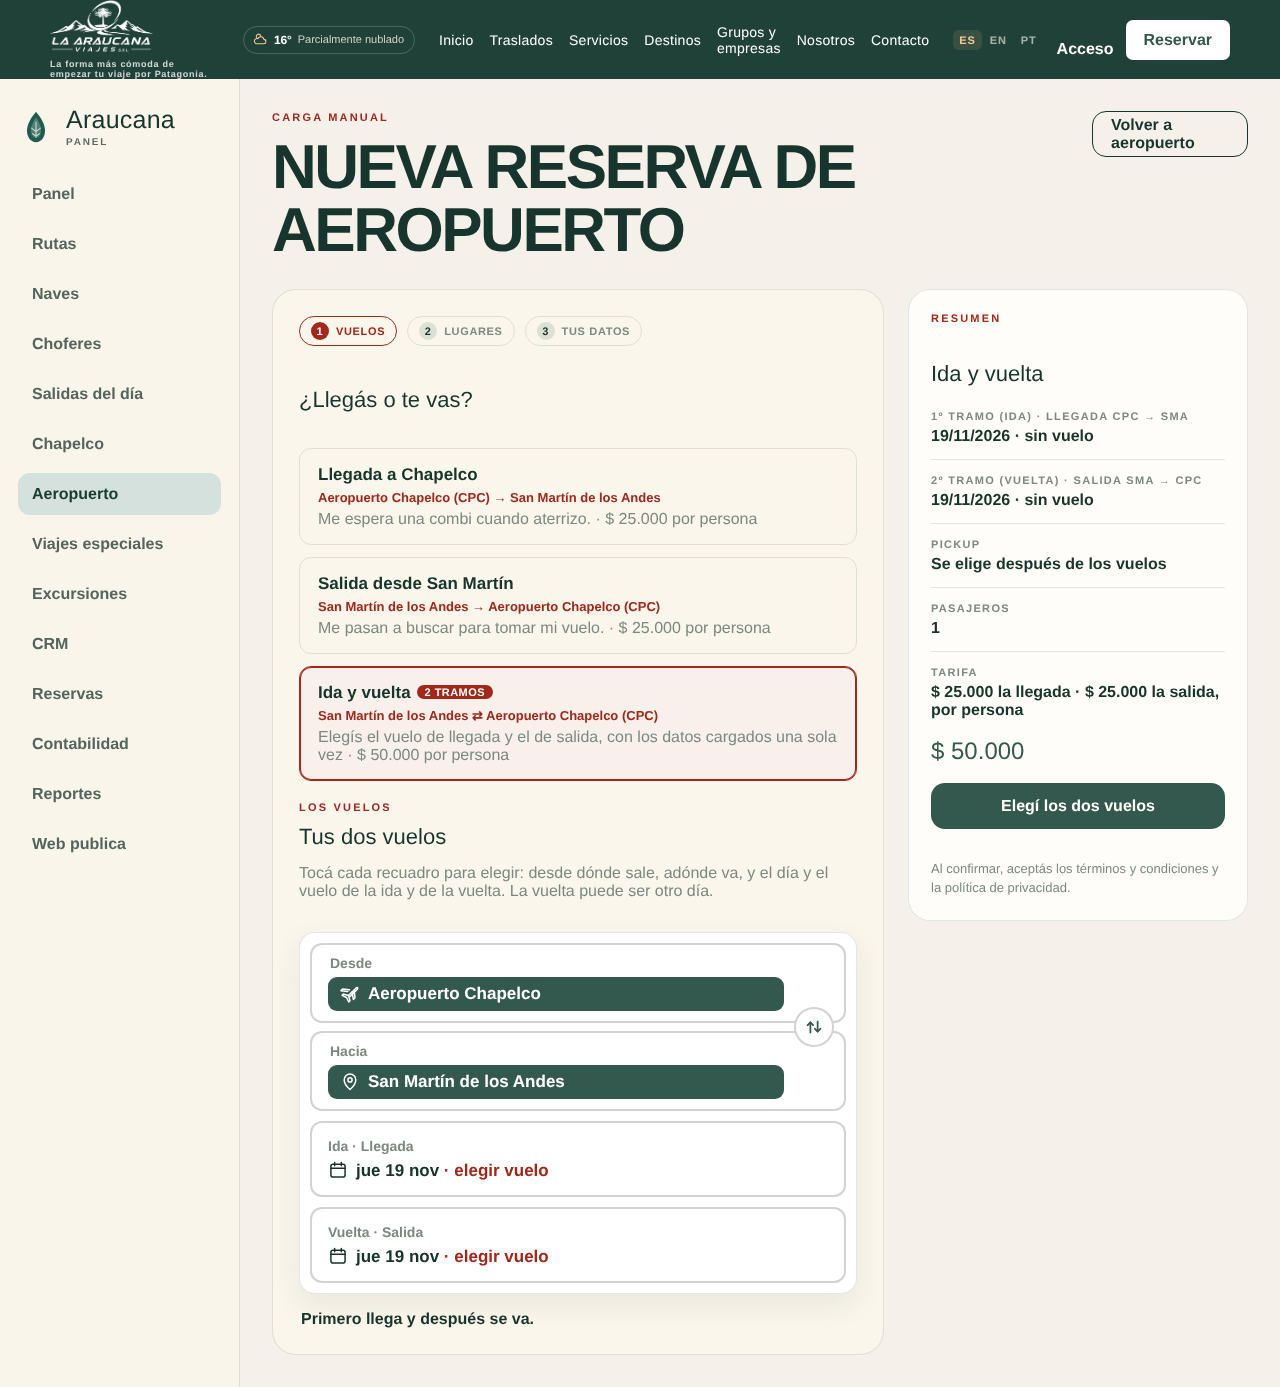 LA ARAUCANA
VIAJES SRL
La forma más cómoda de
empezar tu viaje por Patagonia.
16° Parcialmente nublado
Inicio
Traslados
Servicios
Destinos
Grupos y
empresas
Nosotros
Contacto
ES EN PT
Acceso
Reservar
Araucana
PANEL
Panel
Rutas
Naves
Choferes
Salidas del día
Chapelco
Aeropuerto
Viajes especiales
Excursiones
CRM
Reservas
Contabilidad
Reportes
Web publica
CARGA MANUAL
NUEVA RESERVA DE
AEROPUERTO
Volver a
aeropuerto
1 VUELOS
2 LUGARES
3 TUS DATOS
¿Llegás o te vas?
Llegada a Chapelco
Aeropuerto Chapelco (CPC) → San Martín de los Andes
Me espera una combi cuando aterrizo. · $ 25.000 por persona
Salida desde San Martín
San Martín de los Andes → Aeropuerto Chapelco (CPC)
Me pasan a buscar para tomar mi vuelo. · $ 25.000 por persona
Ida y vuelta 2 TRAMOS
San Martín de los Andes ⇄ Aeropuerto Chapelco (CPC)
Elegís el vuelo de llegada y el de salida, con los datos cargados una sola
vez · $ 50.000 por persona
LOS VUELOS
Tus dos vuelos
Tocá cada recuadro para elegir: desde dónde sale, adónde va, y el día y el
vuelo de la ida y de la vuelta. La vuelta puede ser otro día.
Desde
Aeropuerto Chapelco
Hacia
San Martín de los Andes
Ida · Llegada
jue 19 nov · elegir vuelo
Vuelta · Salida
jue 19 nov · elegir vuelo
Primero llega y después se va.
RESUMEN
Ida y vuelta
1º TRAMO (IDA) · LLEGADA CPC → SMA
19/11/2026 · sin vuelo
2º TRAMO (VUELTA) · SALIDA SMA → CPC
19/11/2026 · sin vuelo
PICKUP
Se elige después de los vuelos
PASAJEROS
1
TARIFA
$ 25.000 la llegada · $ 25.000 la salida,
por persona
$ 50.000
Elegí los dos vuelos
Al confirmar, aceptás los términos y condiciones y
la política de privacidad.